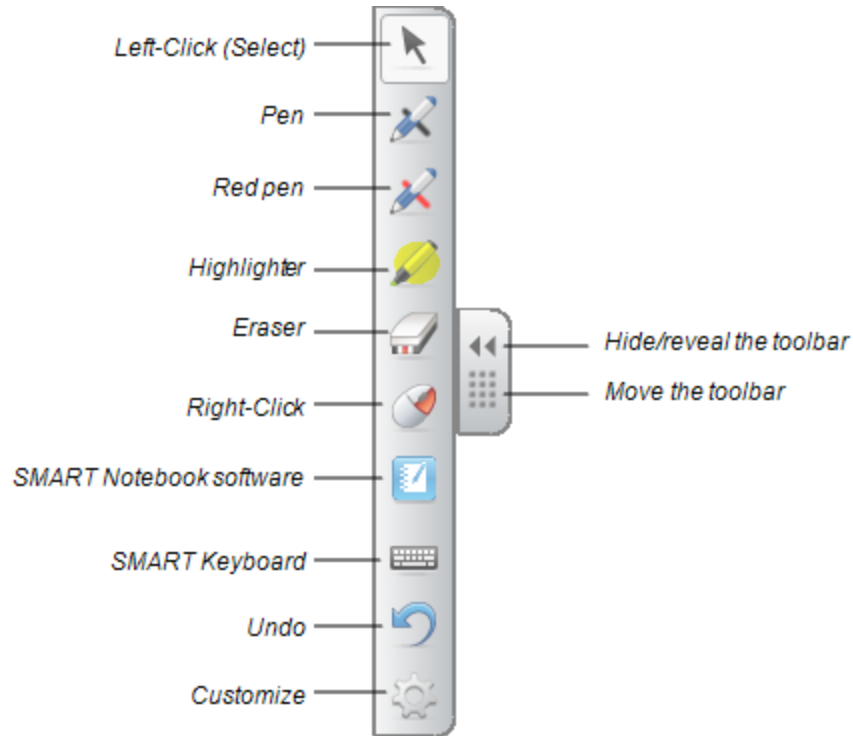 Left-Click (Select)
Pen
Red pen
Highlighter
Eraser
Right-Click
SMART Notebook software
SMART Keyboard
Undo
Customize
Hide/reveal the toolbar
Move the toolbar